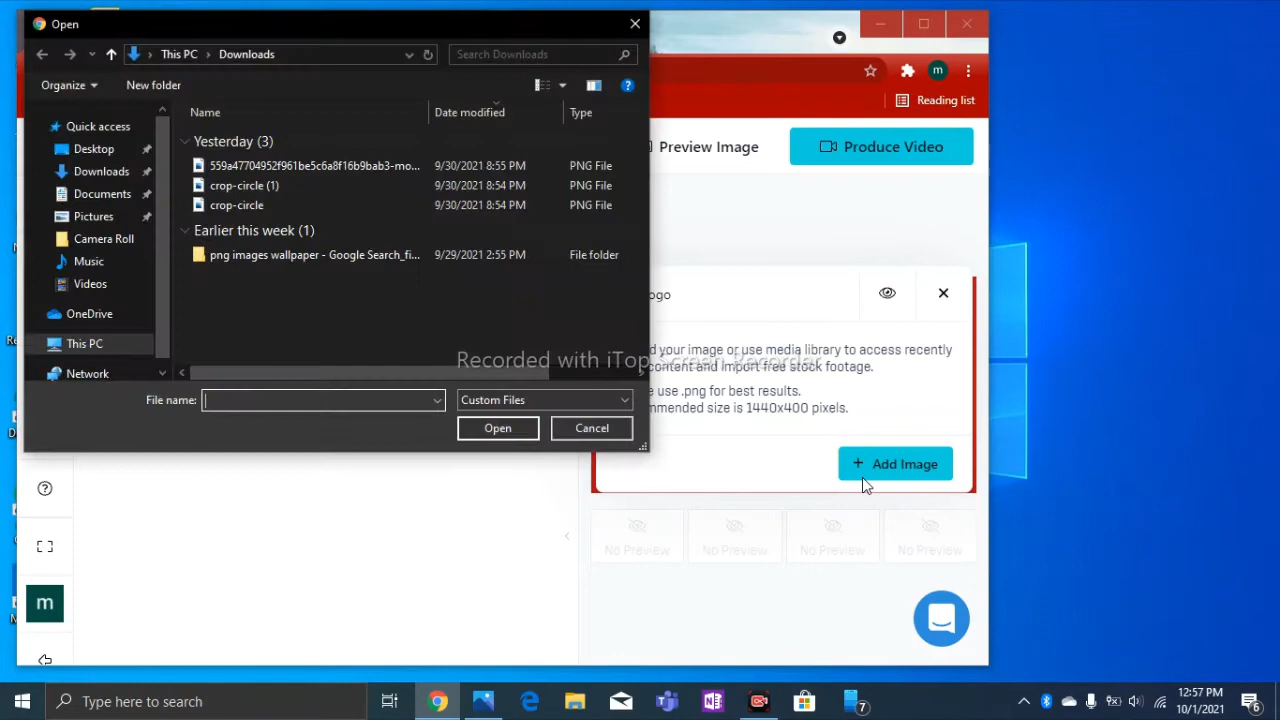 Open
This PC
Downloads
Search Downloads
Organize
New folder
Name
Date modified
Type
Quick access
Desktop
Downloads
Documents
Pictures
Camera Roll
Music
Videos
OneDrive
This PC
Network
Yesterday (3)
559a47704952f961be5c6a8f16b9bab3-mo... 9/30/2021 8:55 PM PNG File
crop-circle (1) 9/30/2021 8:54 PM PNG File
crop-circle 9/30/2021 8:54 PM PNG File
Earlier this week (1)
png images wallpaper - Google Search_fi... 9/29/2021 2:55 PM File folder
File name:
Custom Files
Open
Cancel
Recorded with iTop Screen Recorder
m
Reading list
Preview Image
Produce Video
ogo
d your image or use media library to access recently
content and import free stock footage.
e use .png for best results.
mmended size is 1440x400 pixels.
+ Add Image
No Preview
No Preview
No Preview
No Preview
m
Type here to search
7
12:57 PM
10/1/2021
6